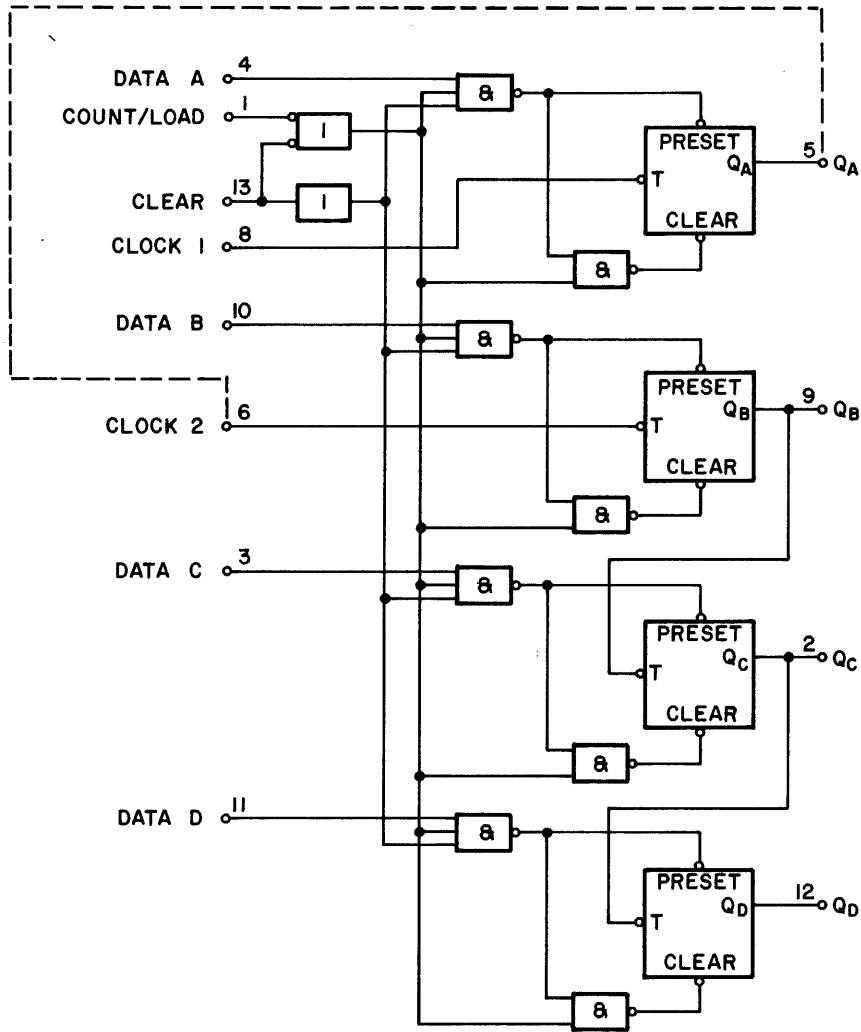 DATA A 4
&
COUNT/LOAD 1
1
PRESET
QA 5 QA
T
CLEAR
CLEAR 13
1
CLOCK 1 8
&
DATA B 10
&
PRESET
QB 9 QB
CLOCK 2 6
T
CLEAR
&
DATA C 3
&
PRESET
QC 2 QC
T
CLEAR
&
DATA D 11
&
PRESET
QD 12 QD
T
CLEAR
&